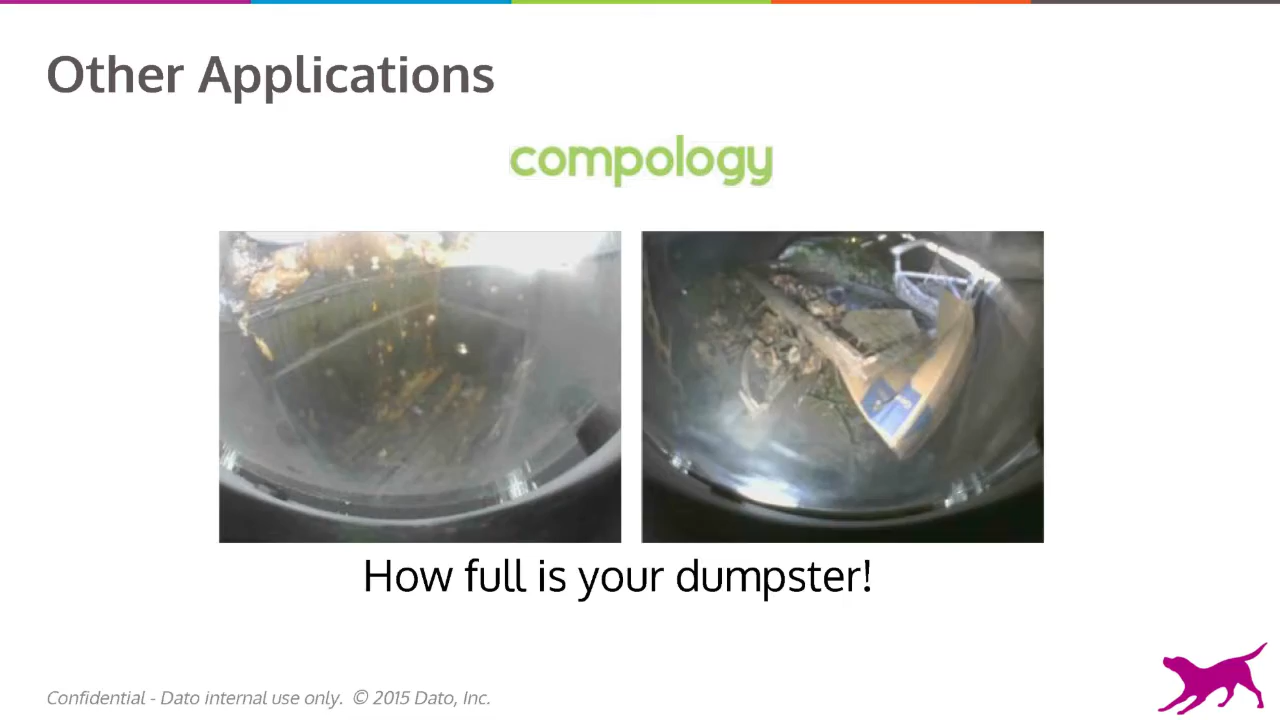 Other Applications
compology
How full is your dumpster!
Confidential - Dato internal use only. © 2015 Dato, Inc.